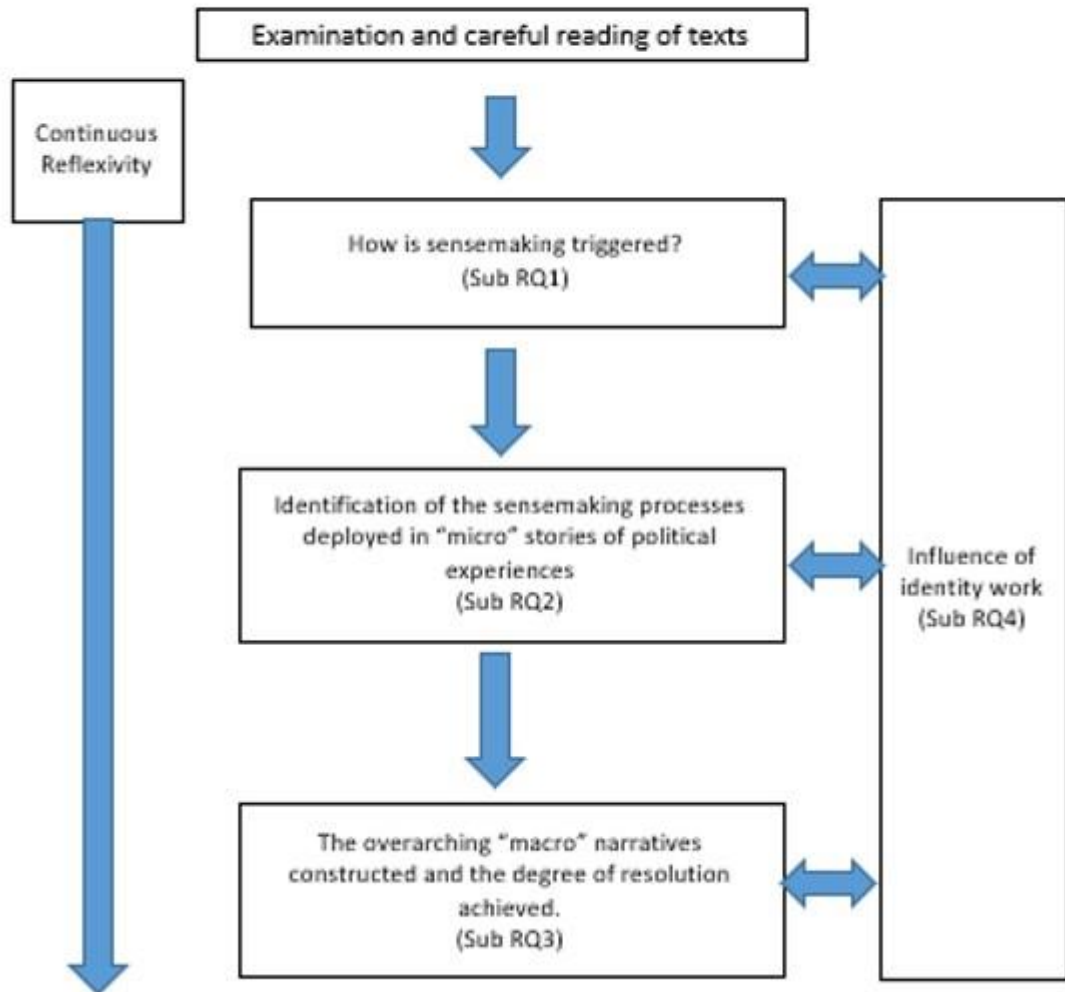 Examination and careful reading of texts
Continuous
Reflexivity
How is sensemaking triggered?
(Sub RQ1)
Identification of the sensemaking processes
deployed in “micro” stories of political
experiences
(Sub RQ2)
Influence of
identity work
(Sub RQ4)
The overarching “macro” narratives
constructed and the degree of resolution
achieved.
(Sub RQ3)